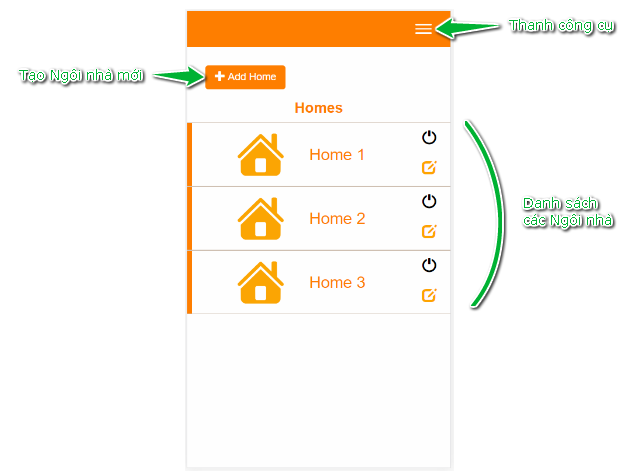 Thanh công cụ
Tạo Ngôi nhà mới
Add Home
Homes
Home 1
Home 2
Home 3
Danh sách
các Ngôi nhà